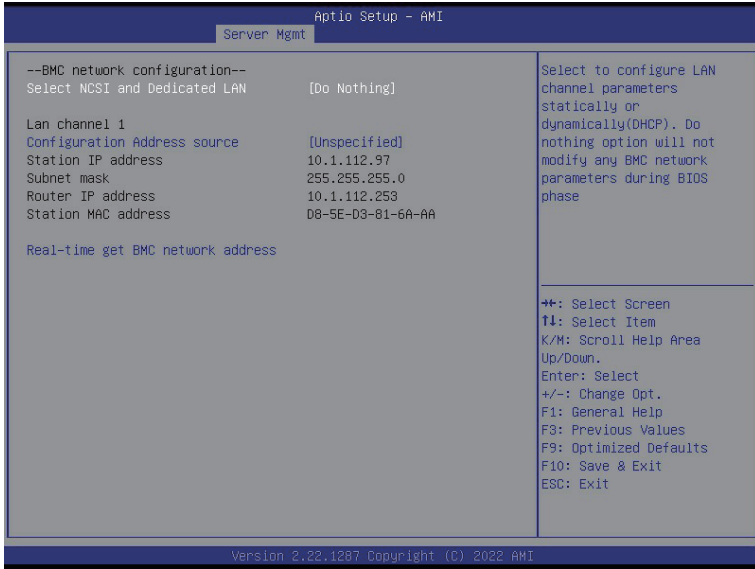 Aptio Setup – AMI
Server Mgmt
--BMC network configuration--
Select NCSI and Dedicated LAN [Do Nothing]
Lan channel 1
Configuration Address source [Unspecified]
Station IP address 10.1.112.97
Subnet mask 255.255.255.0
Router IP address 10.1.112.253
Station MAC address D8-5E-D3-81-6A-AA
Real-time get BMC network address
Select to configure LAN
channel parameters
statically or
dynamically(DHCP). Do
nothing option will not
modify any BMC network
parameters during BIOS
phase
→←: Select Screen
↑↓: Select Item
K/M: Scroll Help Area
Up/Down.
Enter: Select
+/-: Change Opt.
F1: General Help
F3: Previous Values
F9: Optimized Defaults
F10: Save & Exit
ESC: Exit
Version 2.22.1287 Copyright (C) 2022 AMI